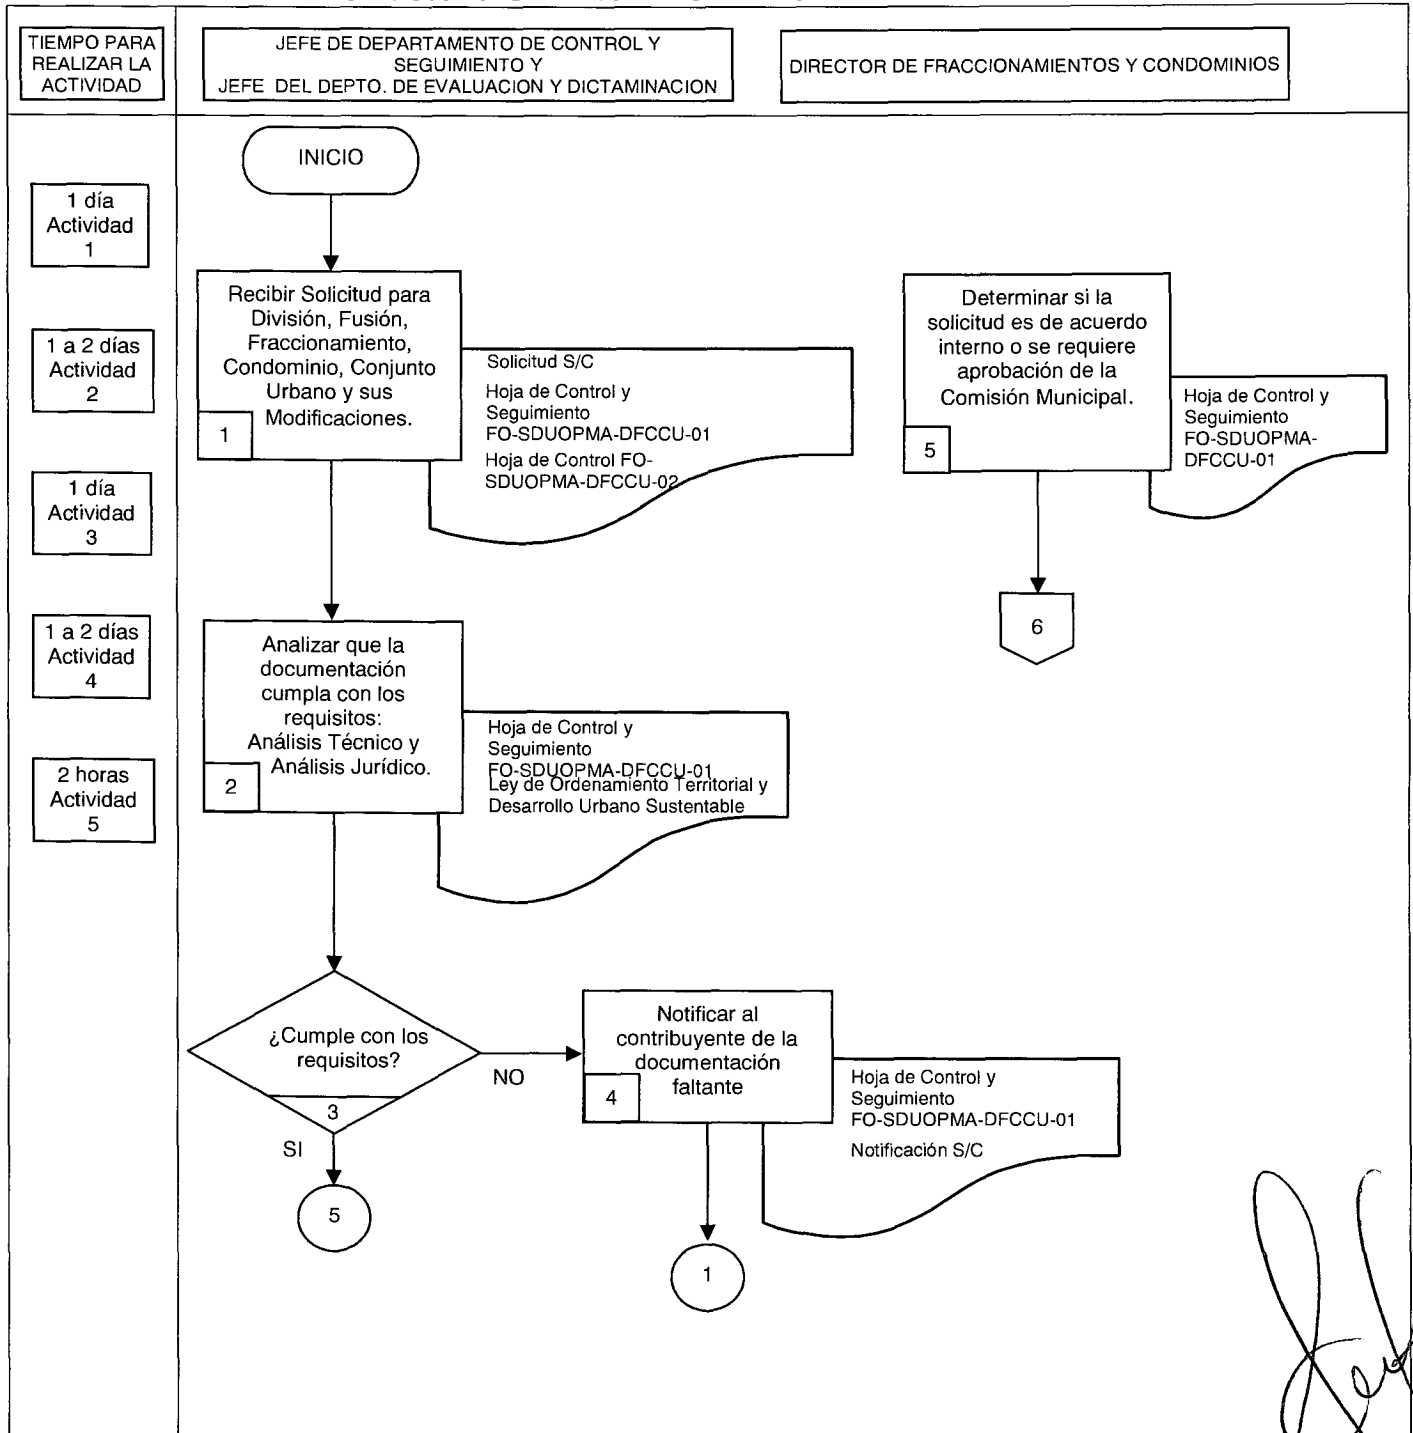 TIEMPO PARA
REALIZAR LA
ACTIVIDAD
JEFE DE DEPARTAMENTO DE CONTROL Y
SEGUIMIENTO Y
JEFE DEL DEPTO. DE EVALUACION Y DICTAMINACION
DIRECTOR DE FRACCIONAMIENTOS Y CONDOMINIOS
1 día
Actividad
1
1 a 2 días
Actividad
2
1 día
Actividad
3
1 a 2 días
Actividad
4
2 horas
Actividad
5
INICIO
Recibir Solicitud para
División, Fusión,
Fraccionamiento,
Condominio, Conjunto
Urbano y sus
Modificaciones.
1
Solicitud S/C
Hoja de Control y
Seguimiento
FO-SDUOPMA-DFCCU-01
Hoja de Control FO-
SDUOPMA-DFCCU-02
Analizar que la
documentación
cumpla con los
requisitos:
Análisis Técnico y
Análisis Jurídico.
2
Hoja de Control y
Seguimiento
FO-SDUOPMA-DFCCU-01
Ley de Ordenamiento Territorial y
Desarrollo Urbano Sustentable
¿Cumple con los
requisitos?
3
NO
SI
5
Notificar al
contribuyente de la
documentación
faltante
4
Hoja de Control y
Seguimiento
FO-SDUOPMA-DFCCU-01
Notificación S/C
1
Determinar si la
solicitud es de acuerdo
interno o se requiere
aprobación de la
Comisión Municipal.
5
Hoja de Control y
Seguimiento
FO-SDUOPMA-
DFCCU-01
6